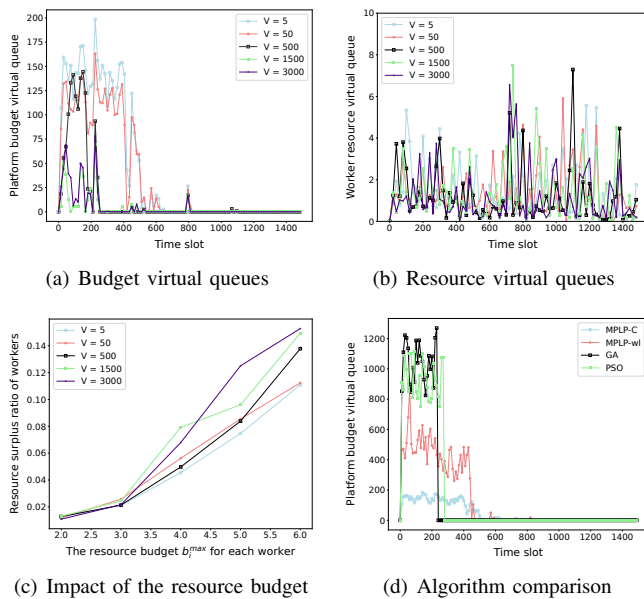 V = 5
V = 50
V = 500
V = 1500
V = 3000
200
175
150
125
100
75
50
25
0
0 200 400 600 800 1000 1200 1400
Platform budget virtual queue
Time slot
(a) Budget virtual queues
V = 5
V = 50
V = 500
V = 1500
V = 3000
10
8
6
4
2
0
0 200 400 600 800 1000 1200 1400
Worker resource virtual queue
Time slot
(b) Resource virtual queues
V = 5
V = 50
V = 500
V = 1500
V = 3000
0.14
0.12
0.10
0.08
0.06
0.04
0.02
2.0 2.5 3.0 3.5 4.0 4.5 5.0 5.5 6.0
Resource surplus ratio of workers
The resource budget b_i^max for each worker
(c) Impact of the resource budget
MPLP-C
MPLP-wl
GA
PSO
1200
1000
800
600
400
200
0
0 200 400 600 800 1000 1200 1400
Platform budget virtual queue
Time slot
(d) Algorithm comparison